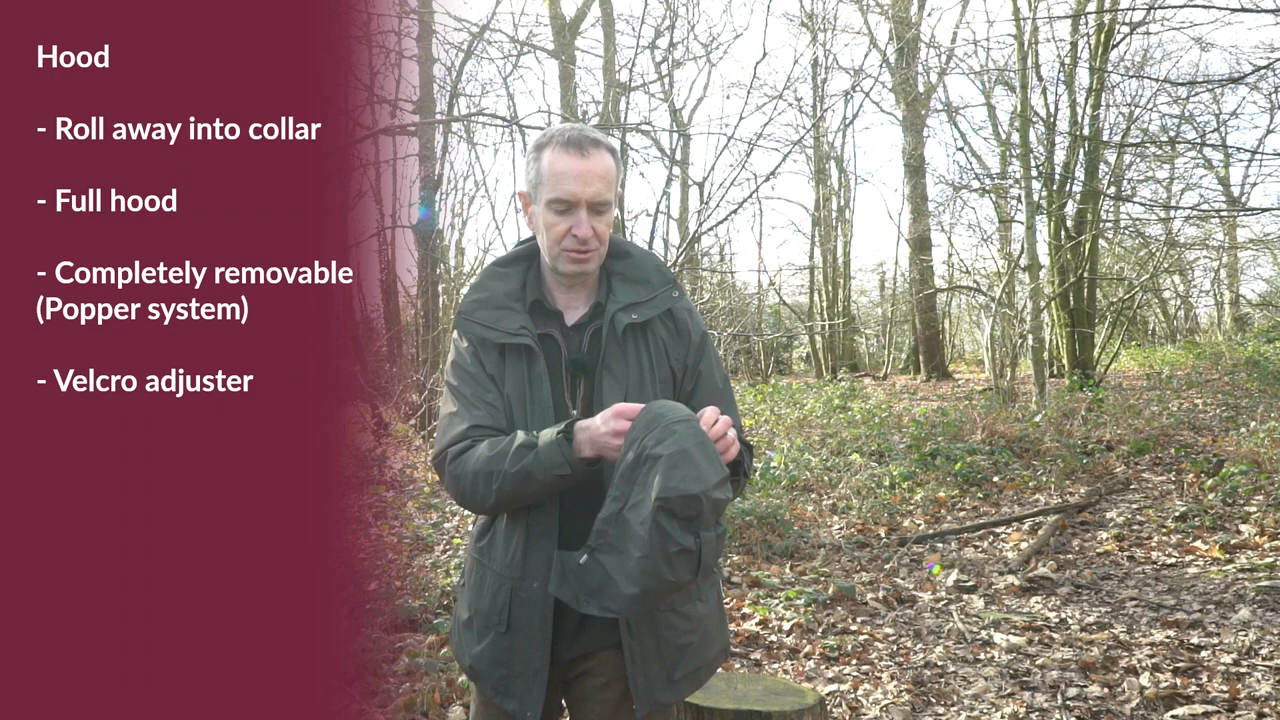 Hood
- Roll away into collar
- Full hood
- Completely removable
(Popper system)
- Velcro adjuster